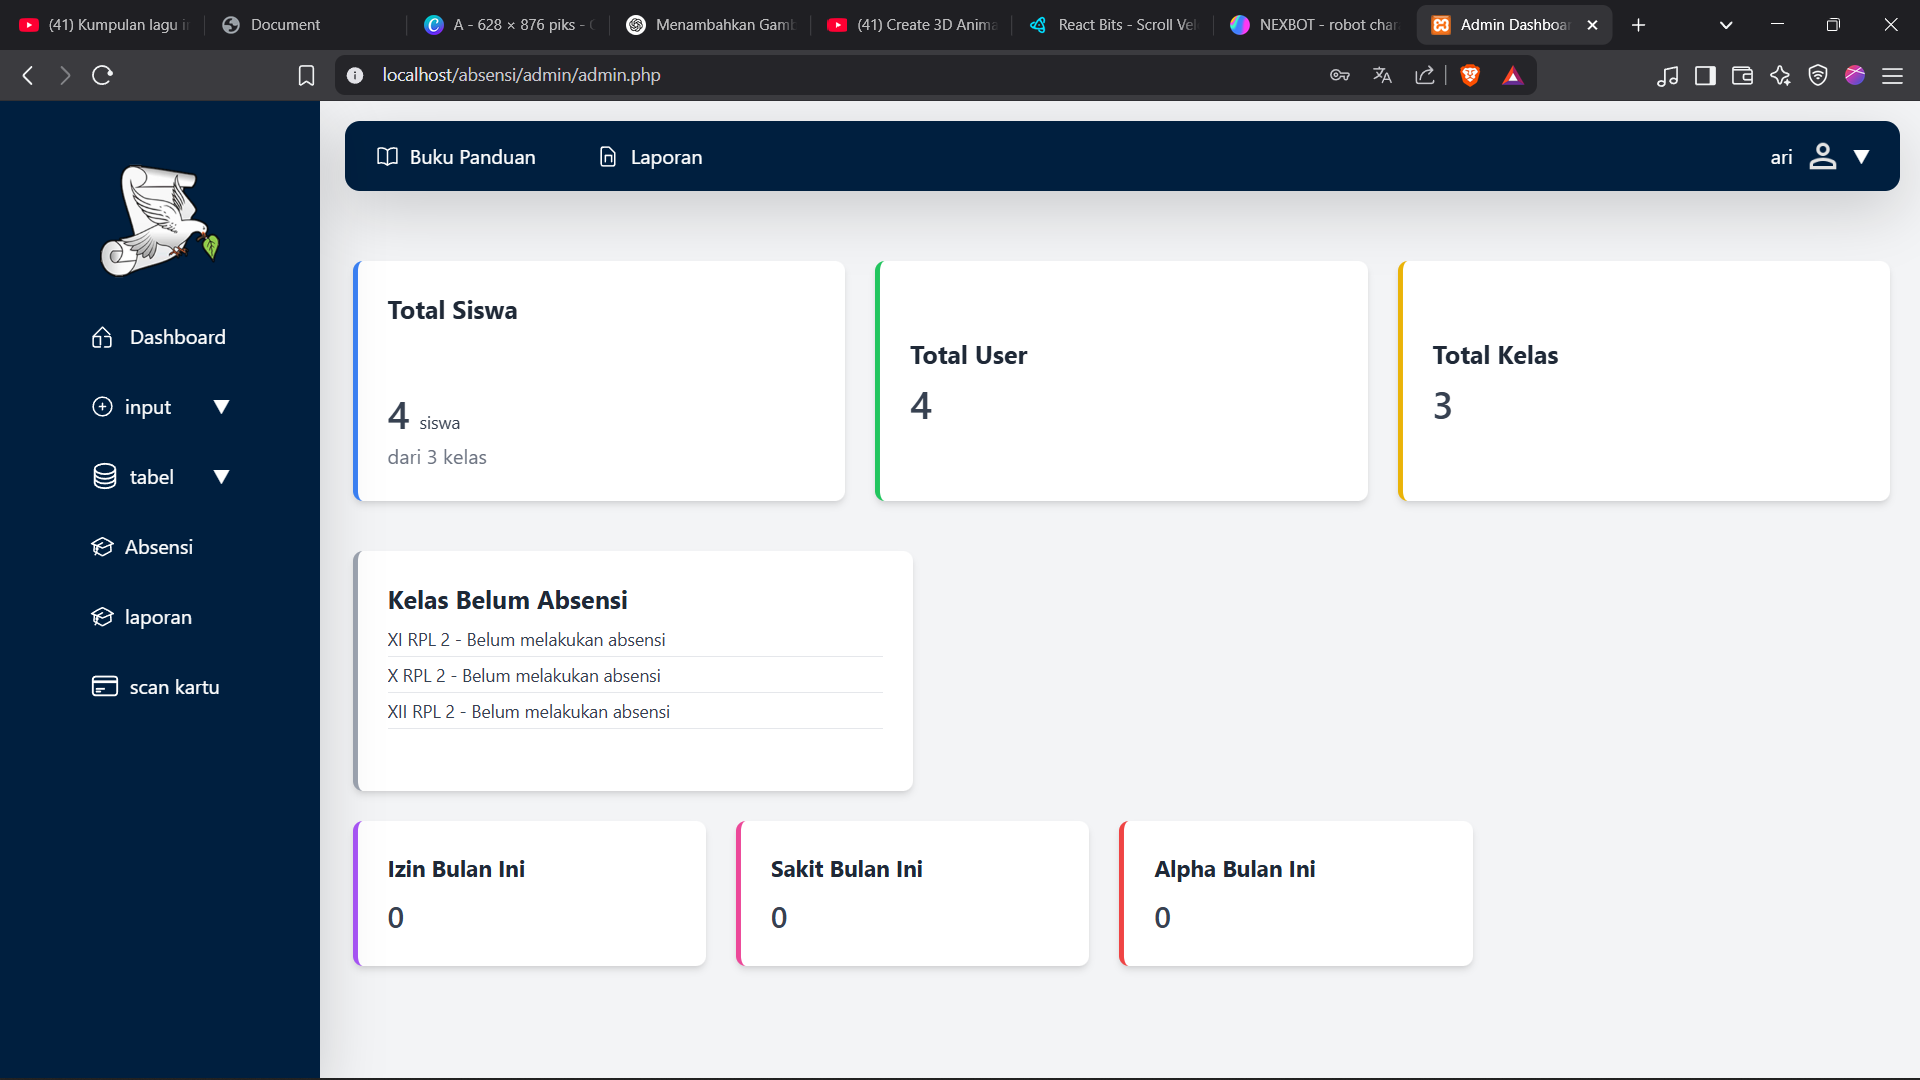 (41) Kumpulan lagu
Document
A - 628 × 876 piks -
Menambahkan Gamb
(41) Create 3D Anima
React Bits - Scroll Vel
NEXBOT - robot char
Admin Dashboar
localhost/absensi/admin/admin.php
Buku Panduan
Laporan
ari
Dashboard
input
tabel
Absensi
laporan
scan kartu
Total Siswa
4 siswa
dari 3 kelas
Total User
4
Total Kelas
3
Kelas Belum Absensi
XI RPL 2 - Belum melakukan absensi
X RPL 2 - Belum melakukan absensi
XII RPL 2 - Belum melakukan absensi
Izin Bulan Ini
0
Sakit Bulan Ini
0
Alpha Bulan Ini
0